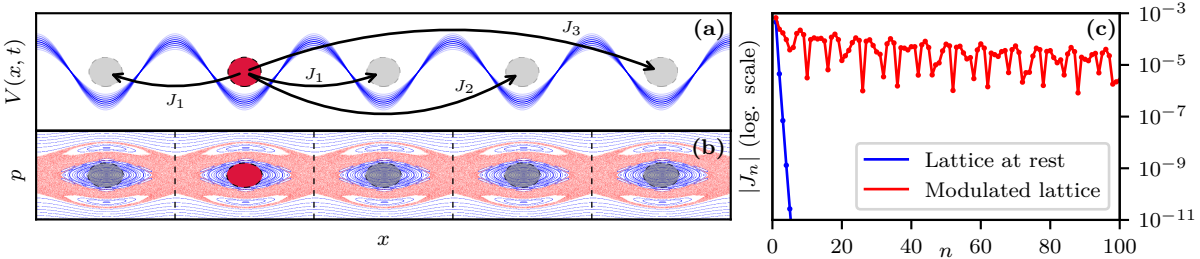 V(x, t)
(a)
J₁
J₁
J₂
J₃
p
(b)
x
(c)
|Jₙ| (log. scale)
10⁻³
10⁻⁵
10⁻⁷
10⁻⁹
10⁻¹¹
Lattice at rest
Modulated lattice
0 20 40 60 80 100
n